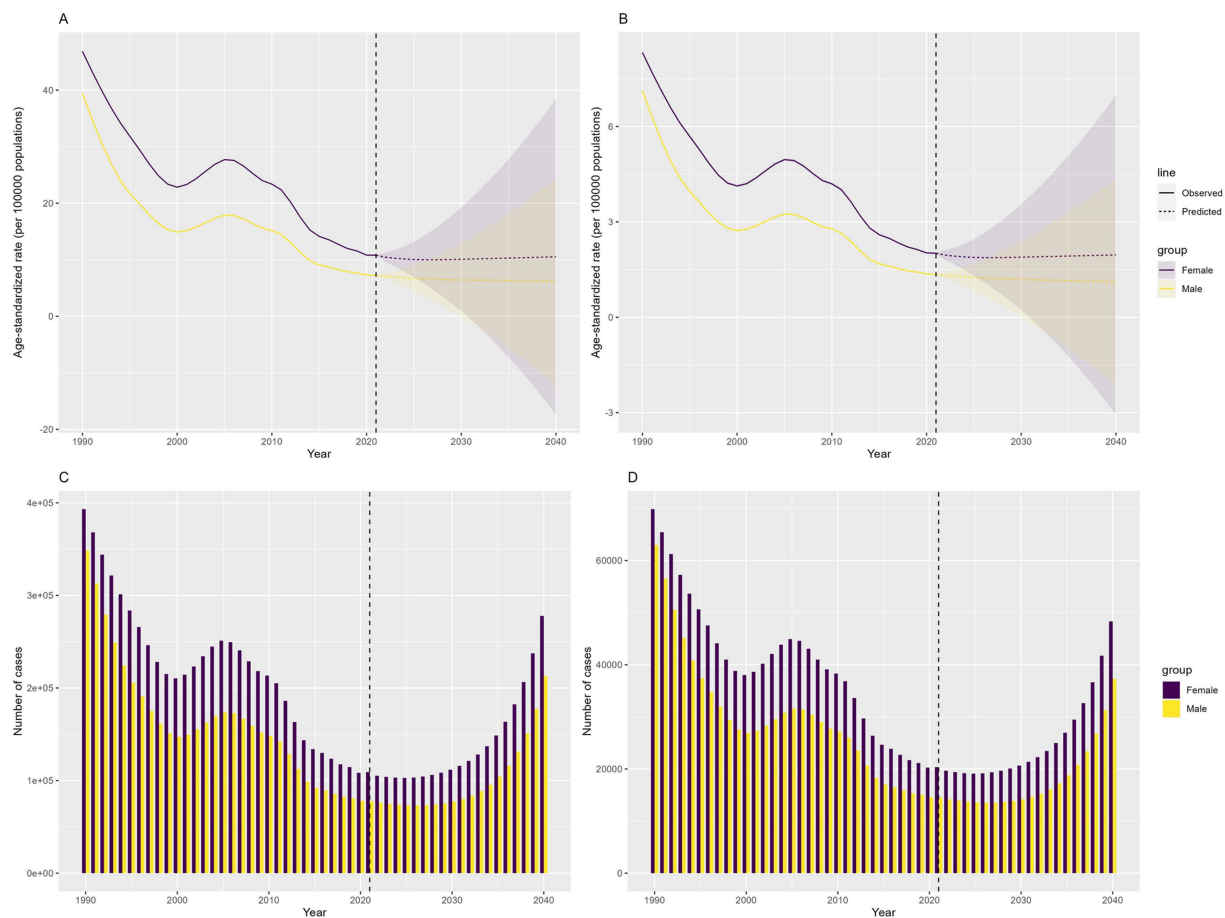 A
Age-standardized rate (per 100000 populations)
40
20
0
-20
1990
2000
2010
2020
2030
2040
Year
B
Age-standardized rate (per 100000 populations)
6
3
0
-3
1990
2000
2010
2020
2030
2040
Year
line
Observed
Predicted
group
Female
Male
C
Number of cases
4e+05
3e+05
2e+05
1e+05
0e+00
1990
2000
2010
2020
2030
2040
Year
D
Number of cases
60000
40000
20000
0
1990
2000
2010
2020
2030
2040
Year
group
Female
Male